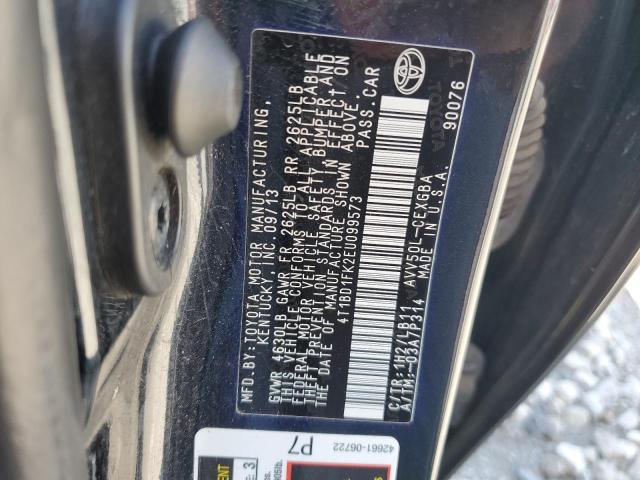 MFD.BY:TOYOTA MOTOR MANUFACTURING,
KENTUCKY, INC. 09/13
GVWR 4630LB GAWR FR 2625LB RR 2625LB
THIS VEHICLE CONFORMS TO ALL APPLICABLE
FEDERAL MOTOR VEHICLE SAFETY BUMPER,AND
THEFT PREVENTION STANDARDS IN EFFECT ON
THE DATE OF MANUFACTURE SHOWN ABOVE.
4T1BD1FK2EU099573 PASS.CAR
C/TR:1H2/LB11 AVV50L-CEXGBA
A/TM:-03A7P314 MADE IN U.S.A.
90076
TOYOTA
42661-06722
P7
3